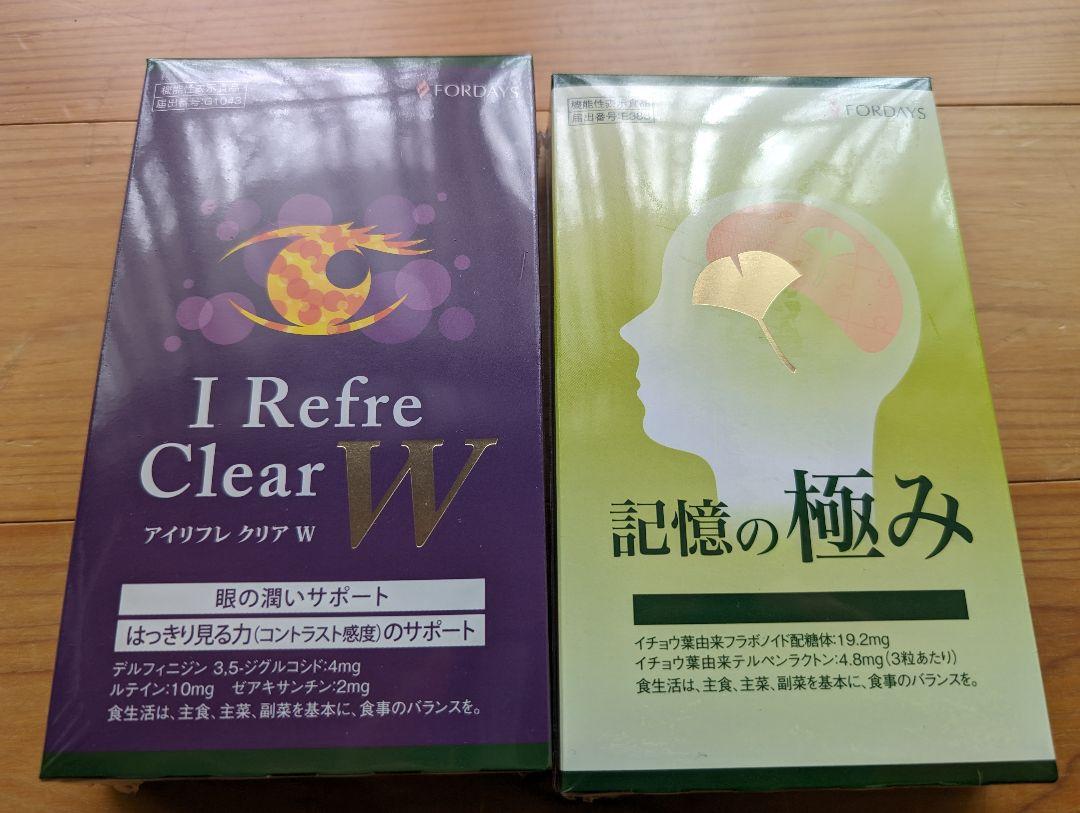 機能性表示食品
届出番号:G1043
FORDAYS
I Refre
Clear W
アイリフレ クリア W
眼の潤いサポート
はっきり見る力(コントラスト感度)のサポート
デルフィニジン 3,5-ジグルコシド:4mg
ルテイン:10mg ゼアキサンチン:2mg
食生活は、主食、主菜、副菜を基本に、食事のバランスを。
機能性表示食品
FORDAYS
記憶の極み
イチョウ葉由来フラボノイド配糖体:19.2mg
イチョウ葉由来テルペンラクトン:4.8mg(3粒あたり)
食生活は、主食、主菜、副菜を基本に、食事のバランスを。